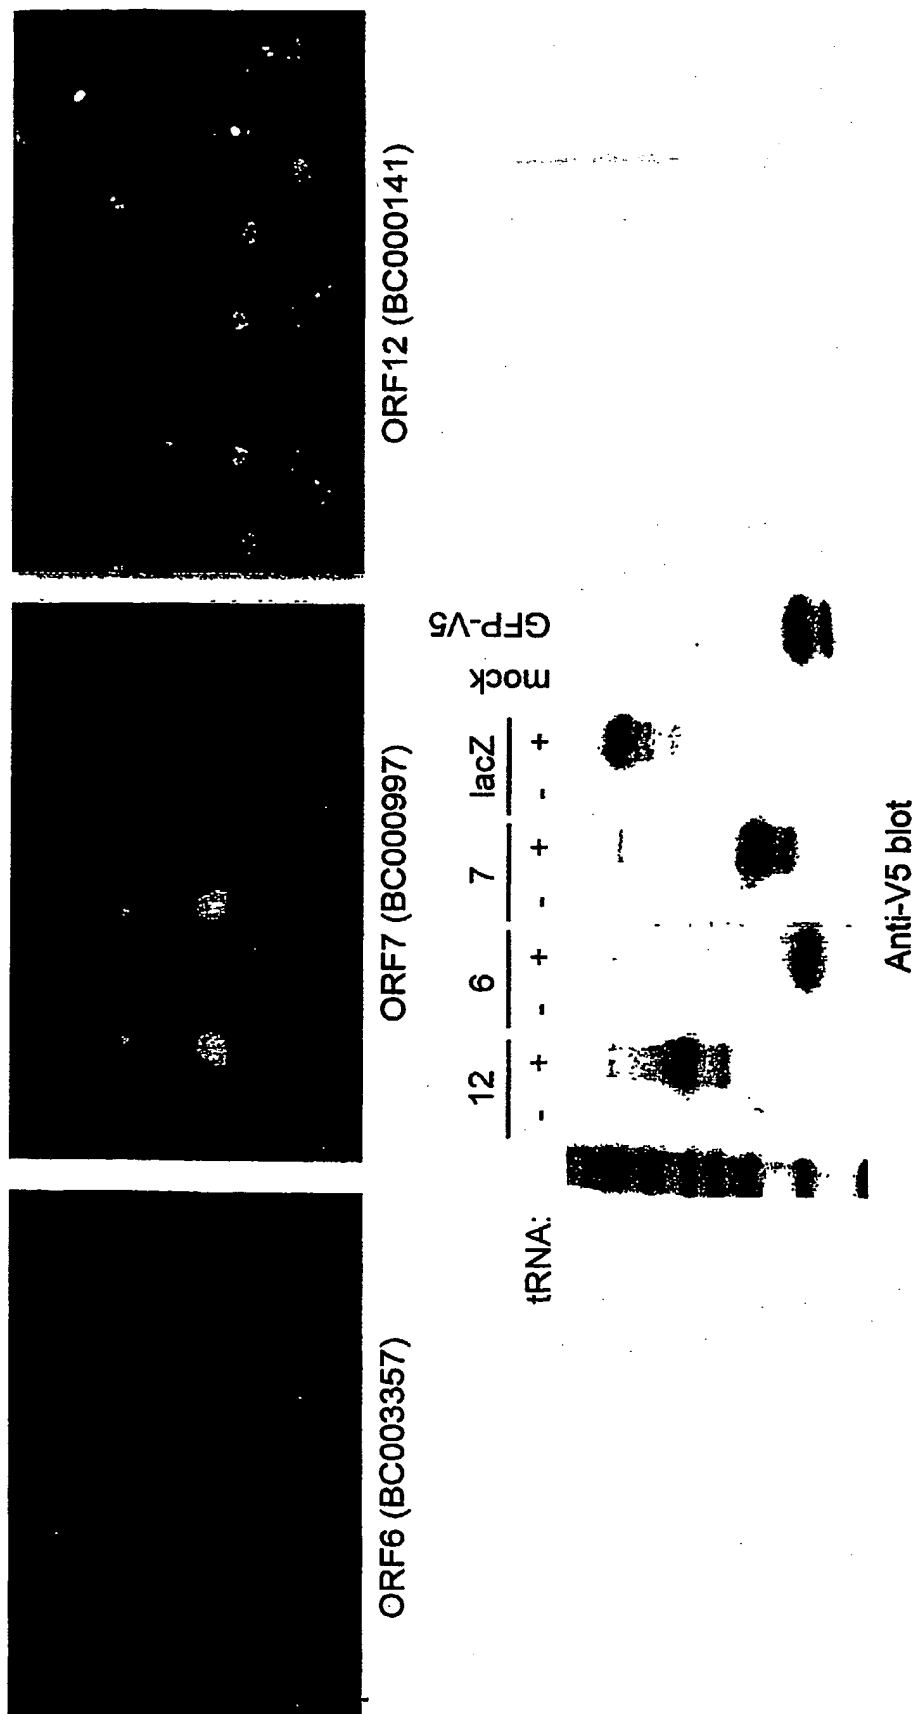 ORF6 (BC003357) ORF7 (BC000997) ORF12 (BC000141)
12 6 7 lacZ mock GFP-V5
tRNA: - + - + - + - +
Anti-V5 blot